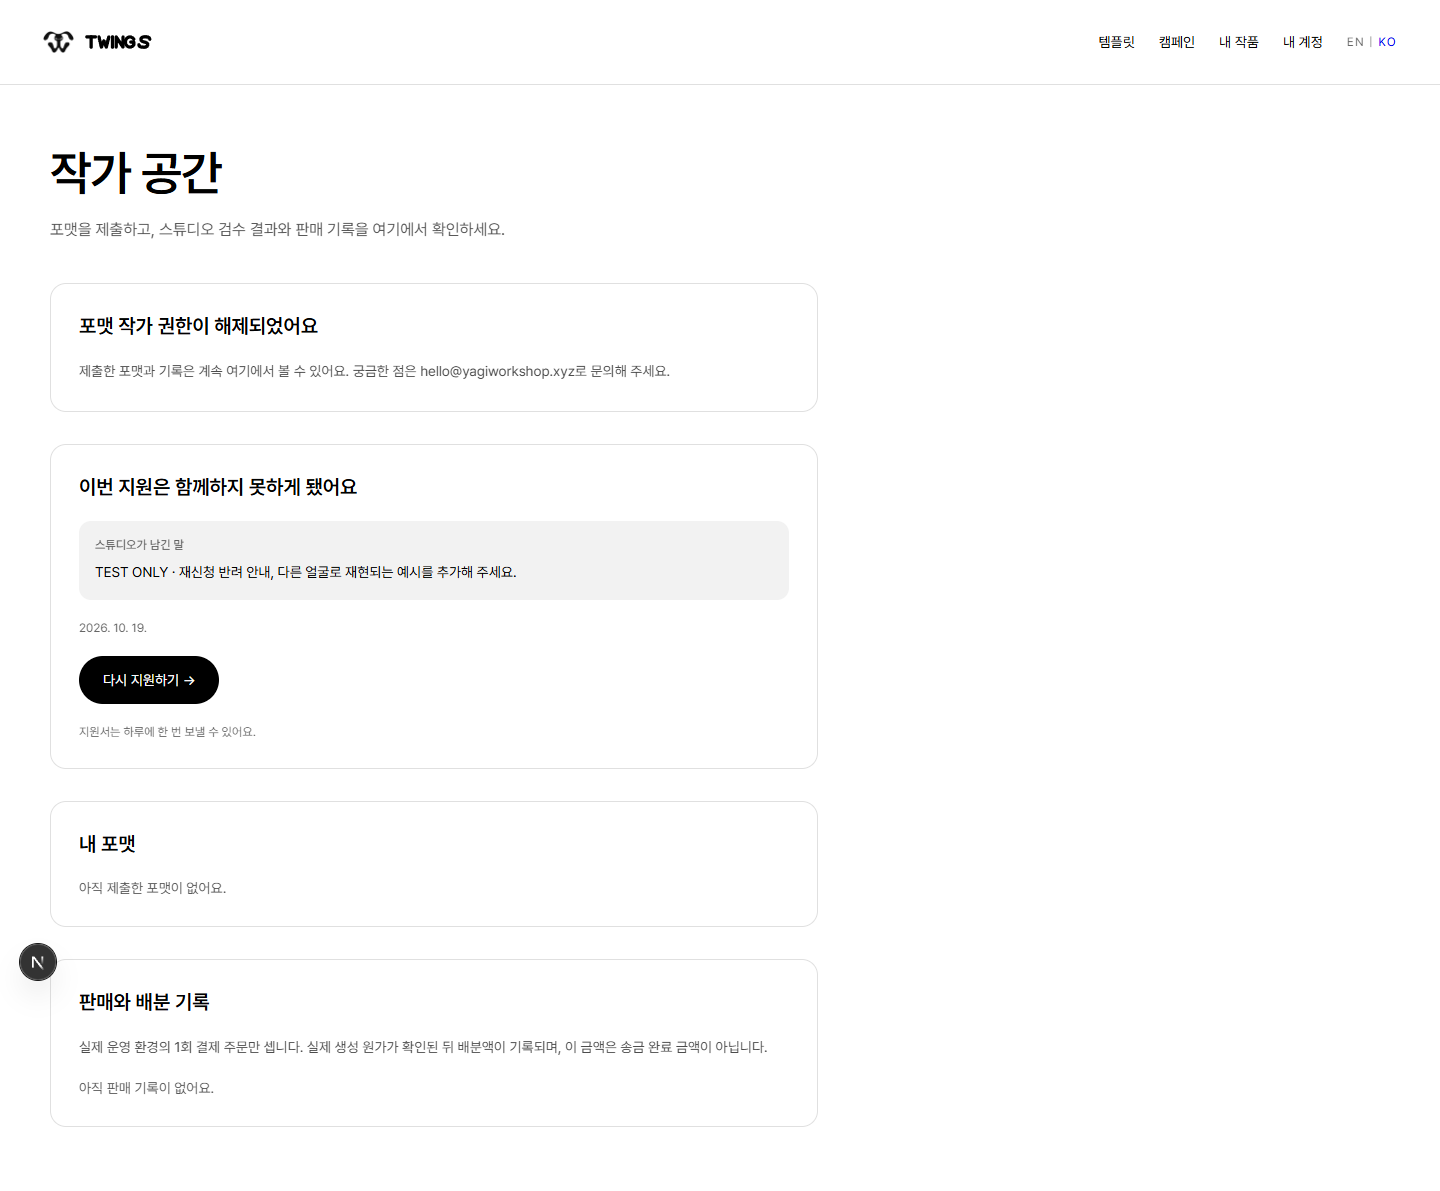 TWINGS
템플릿 캠페인 내 작품 내 계정 EN | KO
작가 공간
포맷을 제출하고, 스튜디오 검수 결과와 판매 기록을 여기에서 확인하세요.
포맷 작가 권한이 해제되었어요
제출한 포맷과 기록은 계속 여기에서 볼 수 있어요. 궁금한 점은 hello@yagiworkshop.xyz로 문의해 주세요.
이번 지원은 함께하지 못하게 됐어요
스튜디오가 남긴 말
TEST ONLY · 재신청 반려 안내, 다른 얼굴로 재현되는 예시를 추가해 주세요.
2026. 10. 19.
다시 지원하기 →
지원서는 하루에 한 번 보낼 수 있어요.
내 포맷
아직 제출한 포맷이 없어요.
N
판매와 배분 기록
실제 운영 환경의 1회 결제 주문만 셉니다. 실제 생성 원가가 확인된 뒤 배분액이 기록되며, 이 금액은 송금 완료 금액이 아닙니다.
아직 판매 기록이 없어요.